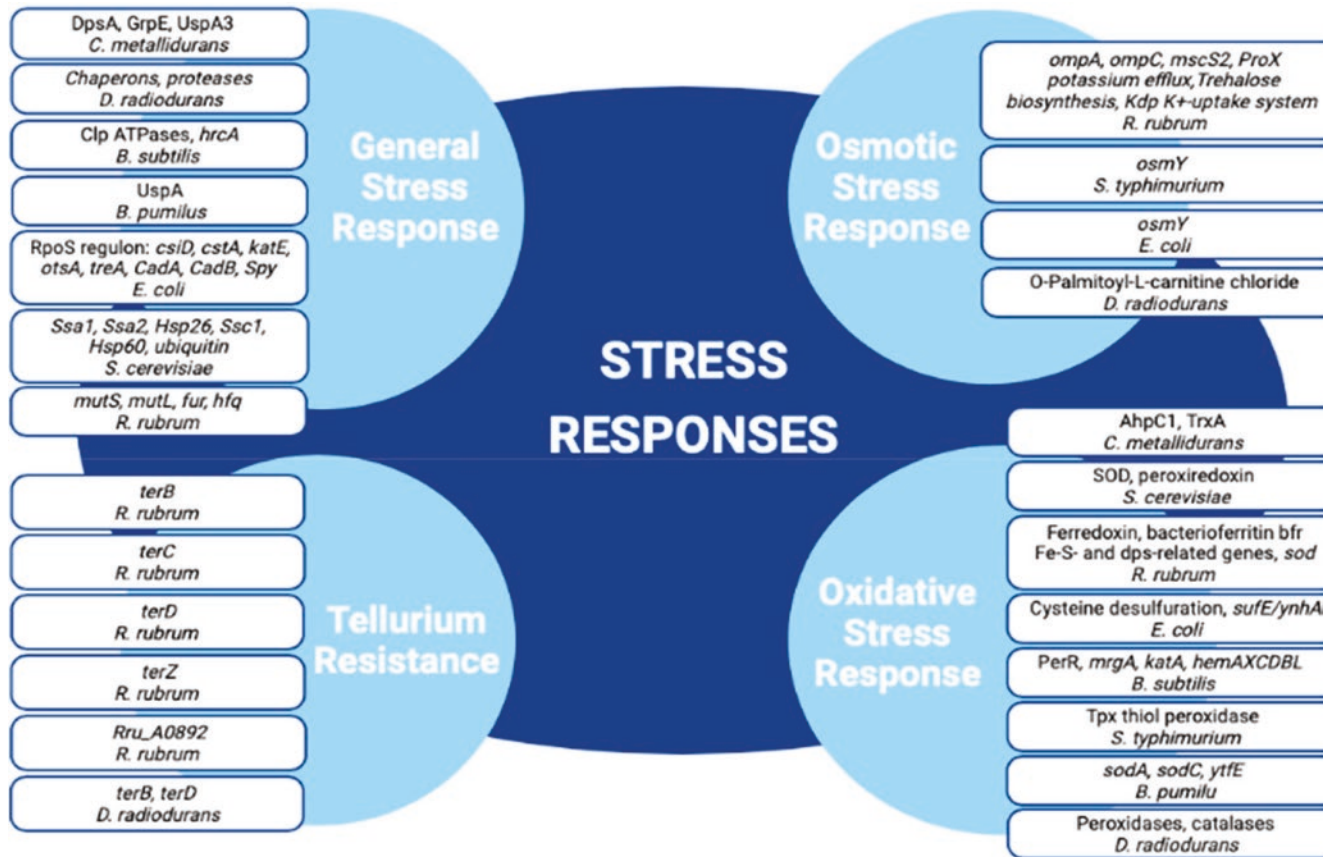 DpsA, GrpE, UspA3
C. metallidurans
Chaperons, proteases
D. radiodurans
Clp ATPases, hrcA
B. subtilis
UspA
B. pumilus
RpoS regulon: csiD, cstA, katE,
otsA, treA, CadA, CadB, Spy
E. coli
Ssa1, Ssa2, Hsp26, Ssc1,
Hsp60, ubiquitin
S. cerevisiae
mutS, mutL, fur, hfq
R. rubrum
General
Stress
Response
Osmotic
Stress
Response
ompA, ompC, mscS2, ProX
potassium efflux,Trehalose
biosynthesis, Kdp K+-uptake system
R. rubrum
osmY
S. typhimurium
osmY
E. coli
O-Palmitoyl-L-carnitine chloride
D. radiodurans
STRESS
RESPONSES
terB
R. rubrum
terC
R. rubrum
terD
R. rubrum
terZ
R. rubrum
Rru_A0892
R. rubrum
terB, terD
D. radiodurans
Tellurium
Resistance
Oxidative
Stress
Response
AhpC1, TrxA
C. metallidurans
SOD, peroxiredoxin
S. cerevisiae
Ferredoxin, bacterioferritin bfr
Fe-S- and dps-related genes, sod
R. rubrum
Cysteine desulfuration, sufE/ynhA
E. coli
PerR, mrgA, katA, hemAXCDBL
B. subtilis
Tpx thiol peroxidase
S. typhimurium
sodA, sodC, ytfE
B. pumilu
Peroxidases, catalases
D. radiodurans